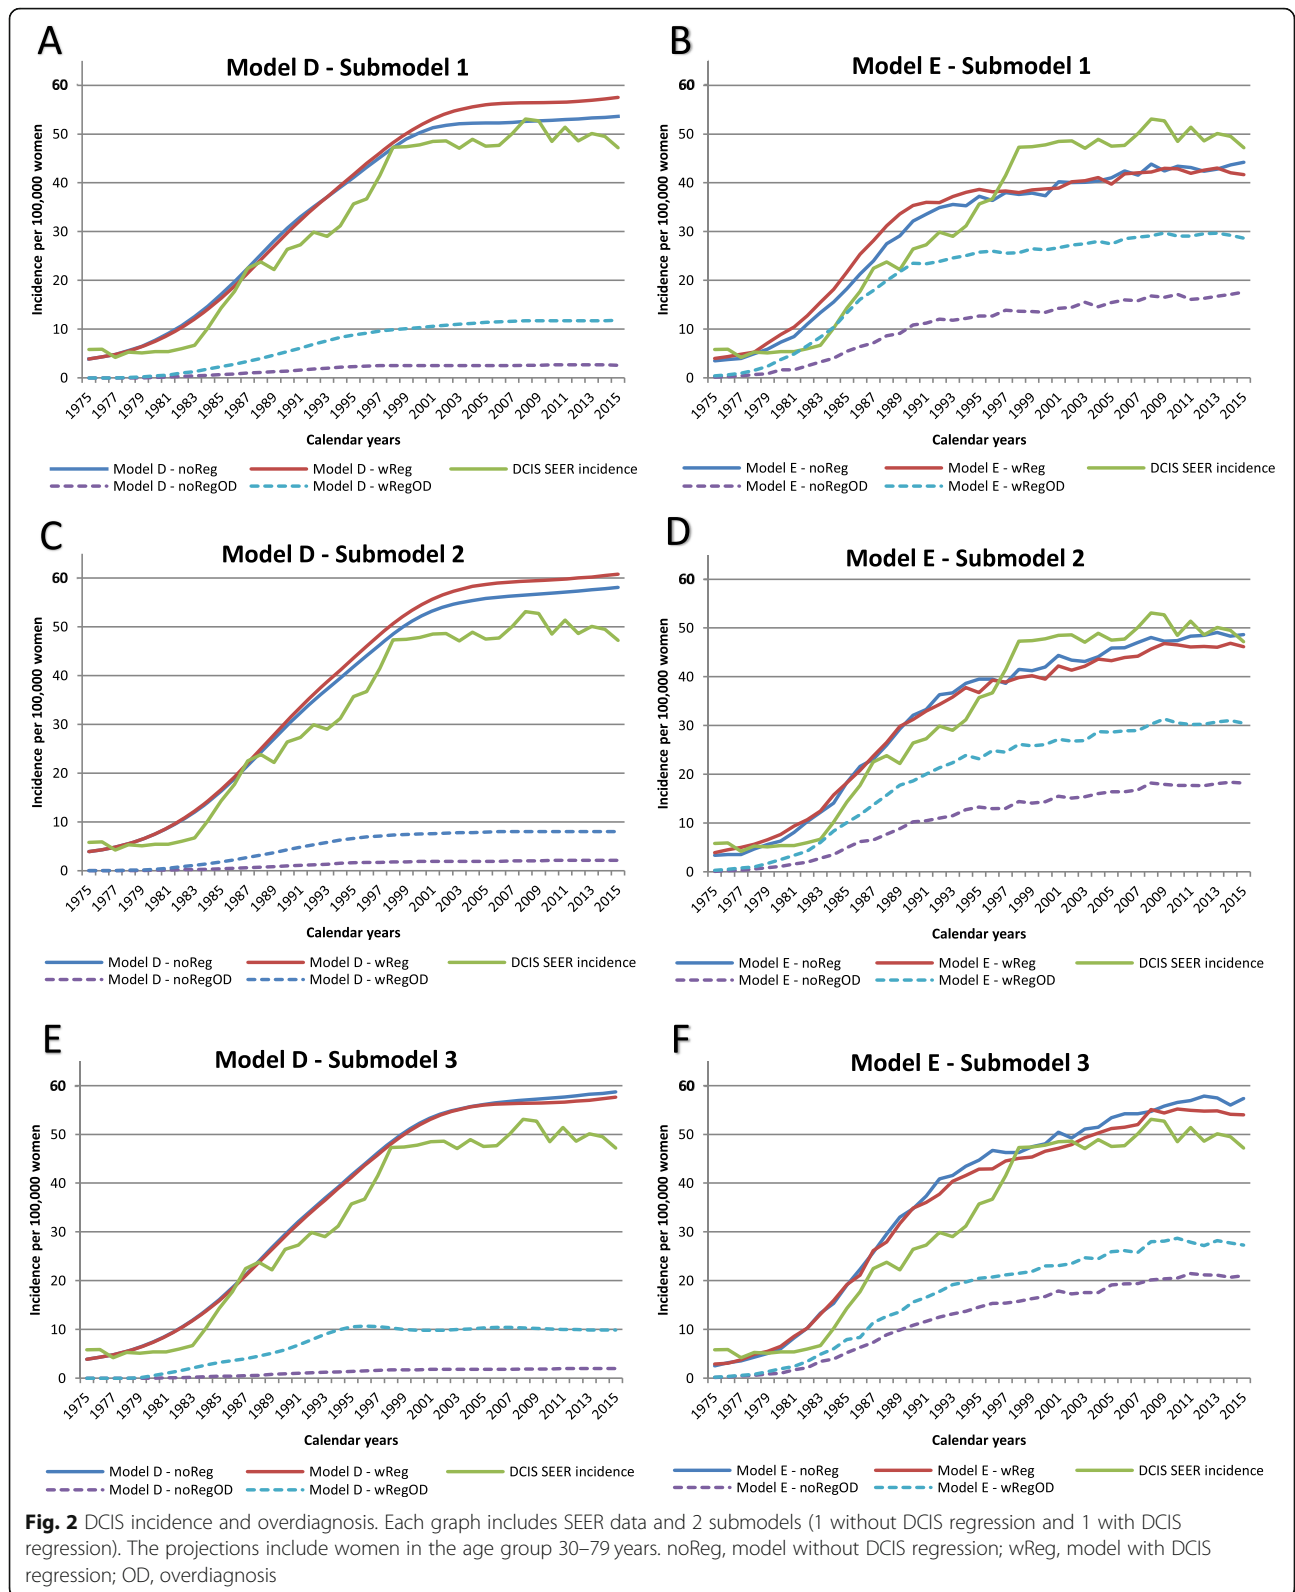 A
Model D - Submodel 1
Incidence per 100,000 women
60
50
40
30
20
10
0
1975 1977 1979 1981 1983 1985 1987 1989 1991 1993 1995 1997 1999 2001 2003 2005 2007 2009 2011 2013 2015
Calendar years
Model D - noReg Model D - wReg DCIS SEER incidence
Model D - noRegOD Model D - wRegOD
B
Model E - Submodel 1
Incidence per 100,000 women
60
50
40
30
20
10
0
1975 1977 1979 1981 1983 1985 1987 1989 1991 1993 1995 1997 1999 2001 2003 2005 2007 2009 2011 2013 2015
Calendar years
Model E - noReg Model E - wReg DCIS SEER incidence
Model E - noRegOD Model E - wRegOD
C
Model D - Submodel 2
Incidence per 100,000 women
60
50
40
30
20
10
0
1975 1977 1979 1981 1983 1985 1987 1989 1991 1993 1995 1997 1999 2001 2003 2005 2007 2009 2011 2013 2015
Calendar years
Model D - noReg Model D - wReg DCIS SEER incidence
Model D - noRegOD Model D - wRegOD
D
Model E - Submodel 2
Incidence per 100,000 women
60
50
40
30
20
10
0
1975 1977 1979 1981 1983 1985 1987 1989 1991 1993 1995 1997 1999 2001 2003 2005 2007 2009 2011 2013 2015
Calendar years
Model E - noReg Model E - wReg DCIS SEER incidence
Model E - noRegOD Model E - wRegOD
E
Model D - Submodel 3
Incidence per 100,000 women
60
50
40
30
20
10
0
1975 1977 1979 1981 1983 1985 1987 1989 1991 1993 1995 1997 1999 2001 2003 2005 2007 2009 2011 2013 2015
Calendar years
Model D - noReg Model D - wReg DCIS SEER incidence
Model D - noRegOD Model D - wRegOD
F
Model E - Submodel 3
Incidence per 100,000 women
60
50
40
30
20
10
0
1975 1977 1979 1981 1983 1985 1987 1989 1991 1993 1995 1997 1999 2001 2003 2005 2007 2009 2011 2013 2015
Calendar years
Model E - noReg Model E - wReg DCIS SEER incidence
Model E - noRegOD Model E - wRegOD
Fig. 2 DCIS incidence and overdiagnosis. Each graph includes SEER data and 2 submodels (1 without DCIS regression and 1 with DCIS
regression). The projections include women in the age group 30–79 years. noReg, model without DCIS regression; wReg, model with DCIS
regression; OD, overdiagnosis